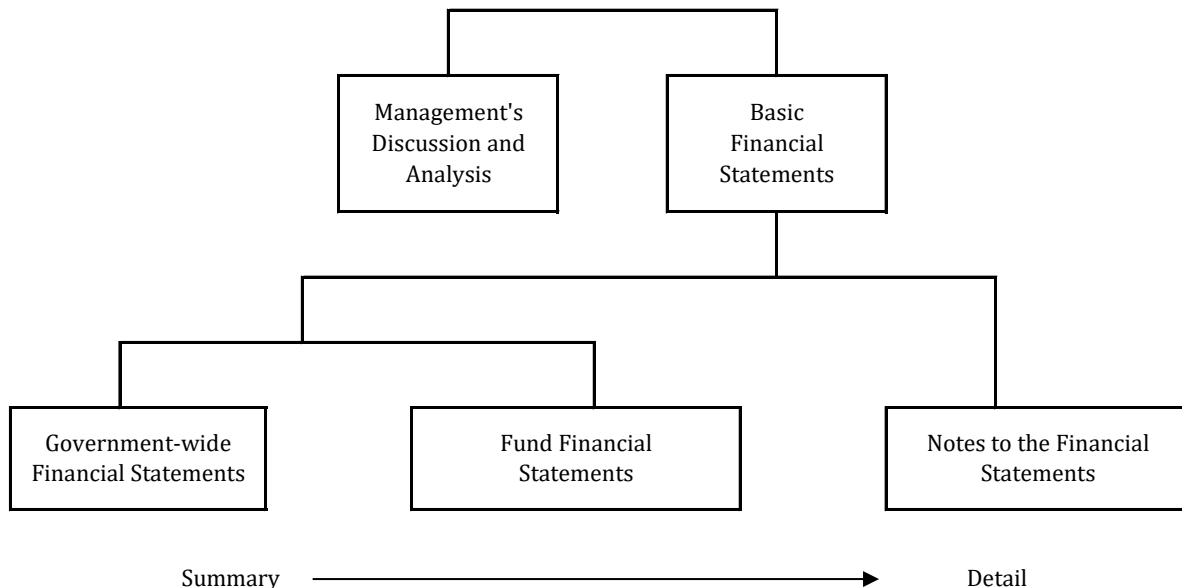 Management's
Discussion and
Analysis
Basic
Financial
Statements
Government-wide
Financial Statements
Fund Financial
Statements
Notes to the Financial
Statements
Summary
Detail